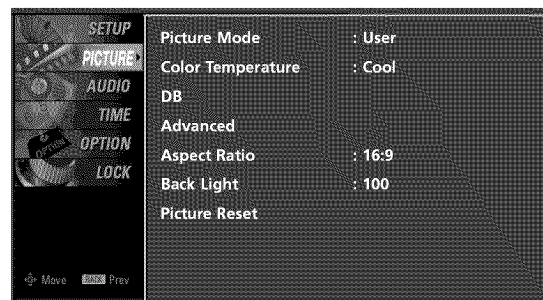 SETUP
PICTURE
AUDIO
TIME
OPTION
LOCK
Move BACK Prev
Picture Mode : User
Color Temperature : Cool
DB
Advanced
Aspect Ratio : 16:9
Back Light : 100
Picture Reset